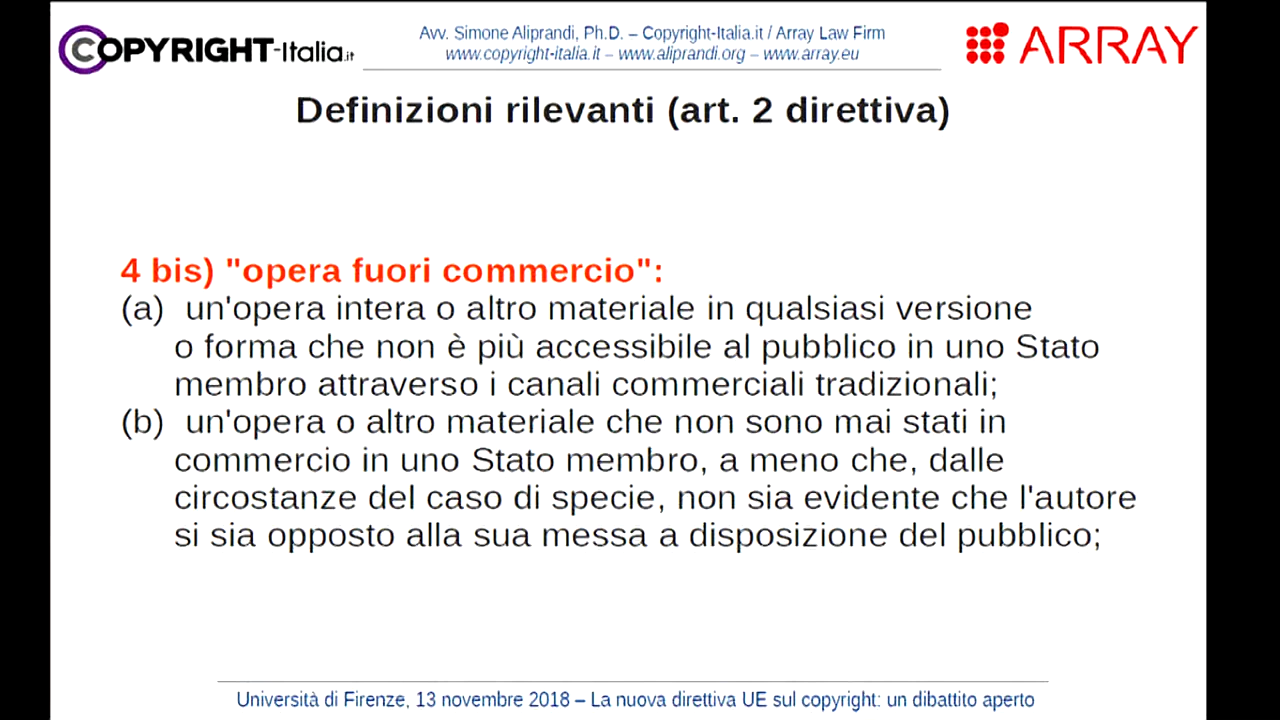 COPYRIGHT-Italia.it
Avv. Simone Aliprandi, Ph.D. – Copyright-Italia.it / Array Law Firm
www.copyright-italia.it – www.aliprandi.org – www.array.eu
ARRAY
Definizioni rilevanti (art. 2 direttiva)
4 bis) "opera fuori commercio":
(a) un'opera intera o altro materiale in qualsiasi versione
o forma che non è più accessibile al pubblico in uno Stato
membro attraverso i canali commerciali tradizionali;
(b) un'opera o altro materiale che non sono mai stati in
commercio in uno Stato membro, a meno che, dalle
circostanze del caso di specie, non sia evidente che l'autore
si sia opposto alla sua messa a disposizione del pubblico;
Università di Firenze, 13 novembre 2018 – La nuova direttiva UE sul copyright: un dibattito aperto